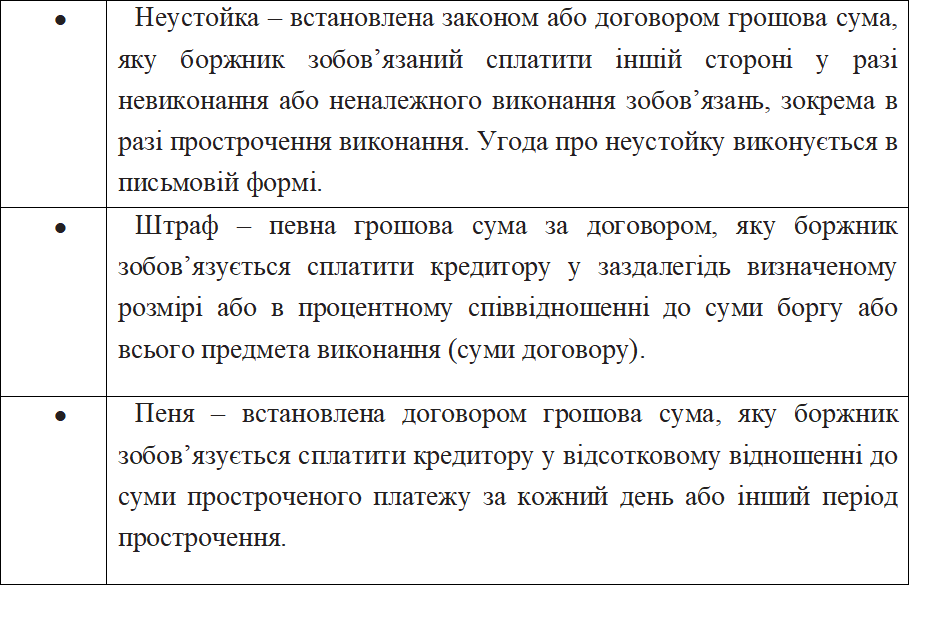 ● Неустойка – встановлена законом або договором грошова сума,
яку боржник зобов’язаний сплатити іншій стороні у разі
невиконання або неналежного виконання зобов’язань, зокрема в
разі прострочення виконання. Угода про неустойку виконується в
письмовій формі.
● Штраф – певна грошова сума за договором, яку боржник
зобов’язується сплатити кредитору у заздалегідь визначеному
розмірі або в процентному співвідношенні до суми боргу або
всього предмета виконання (суми договору).
● Пеня – встановлена договором грошова сума, яку боржник
зобов’язується сплатити кредитору у відсотковому відношенні до
суми простроченого платежу за кожний день або інший період
прострочення.